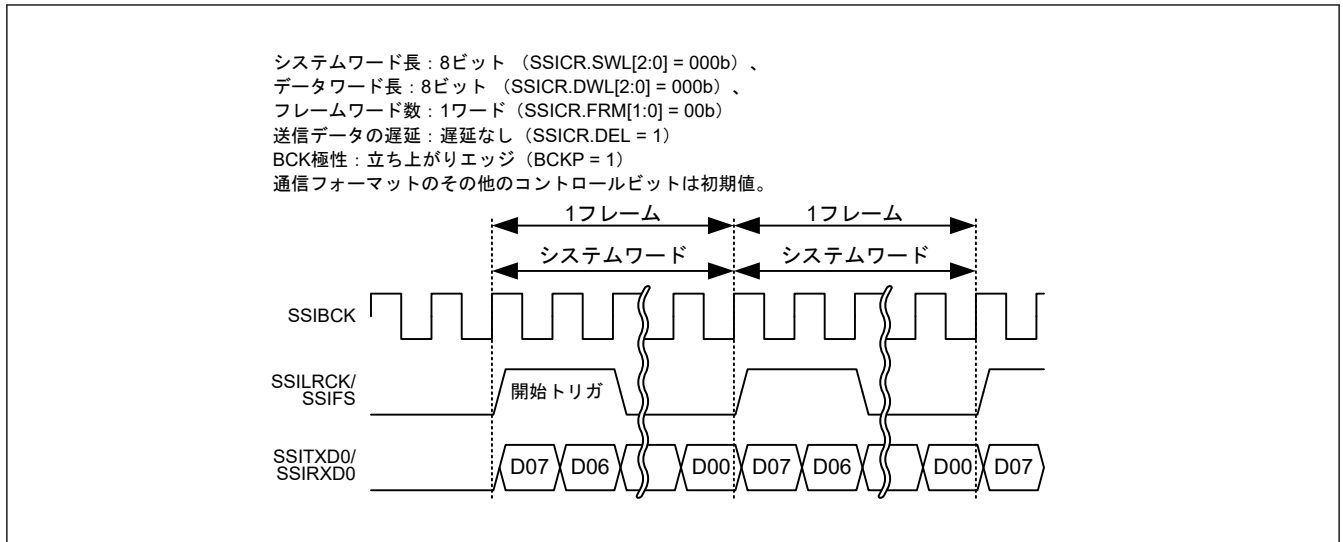 システムワード長：8ビット （SSICR.SWL[2:0] = 000b）、
データワード長：8ビット （SSICR.DWL[2:0] = 000b）、
フレームワード数：1ワード（SSICR.FRM[1:0] = 00b）
送信データの遅延：遅延なし（SSICR.DEL = 1）
BCK極性：立ち上がりエッジ（BCKP = 1）
通信フォーマットのその他のコントロールビットは初期値。
1フレーム 1フレーム
システムワード システムワード
SSIBCK
SSILRCK/
SSIFS
開始トリガ
SSITXD0/
SSIRXD0
D07 D06 D00 D07 D06 D00 D07